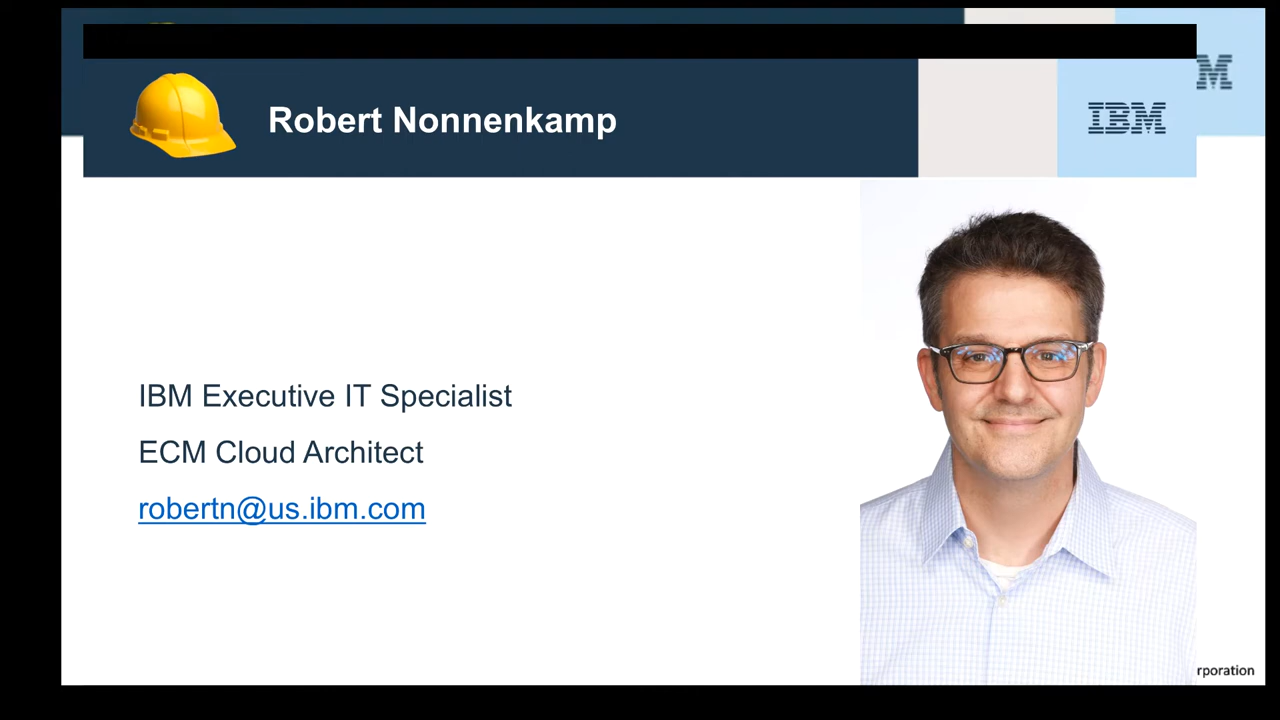 M
IBM
Robert Nonnenkamp
IBM Executive IT Specialist
ECM Cloud Architect
robertn@us.ibm.com
rporation